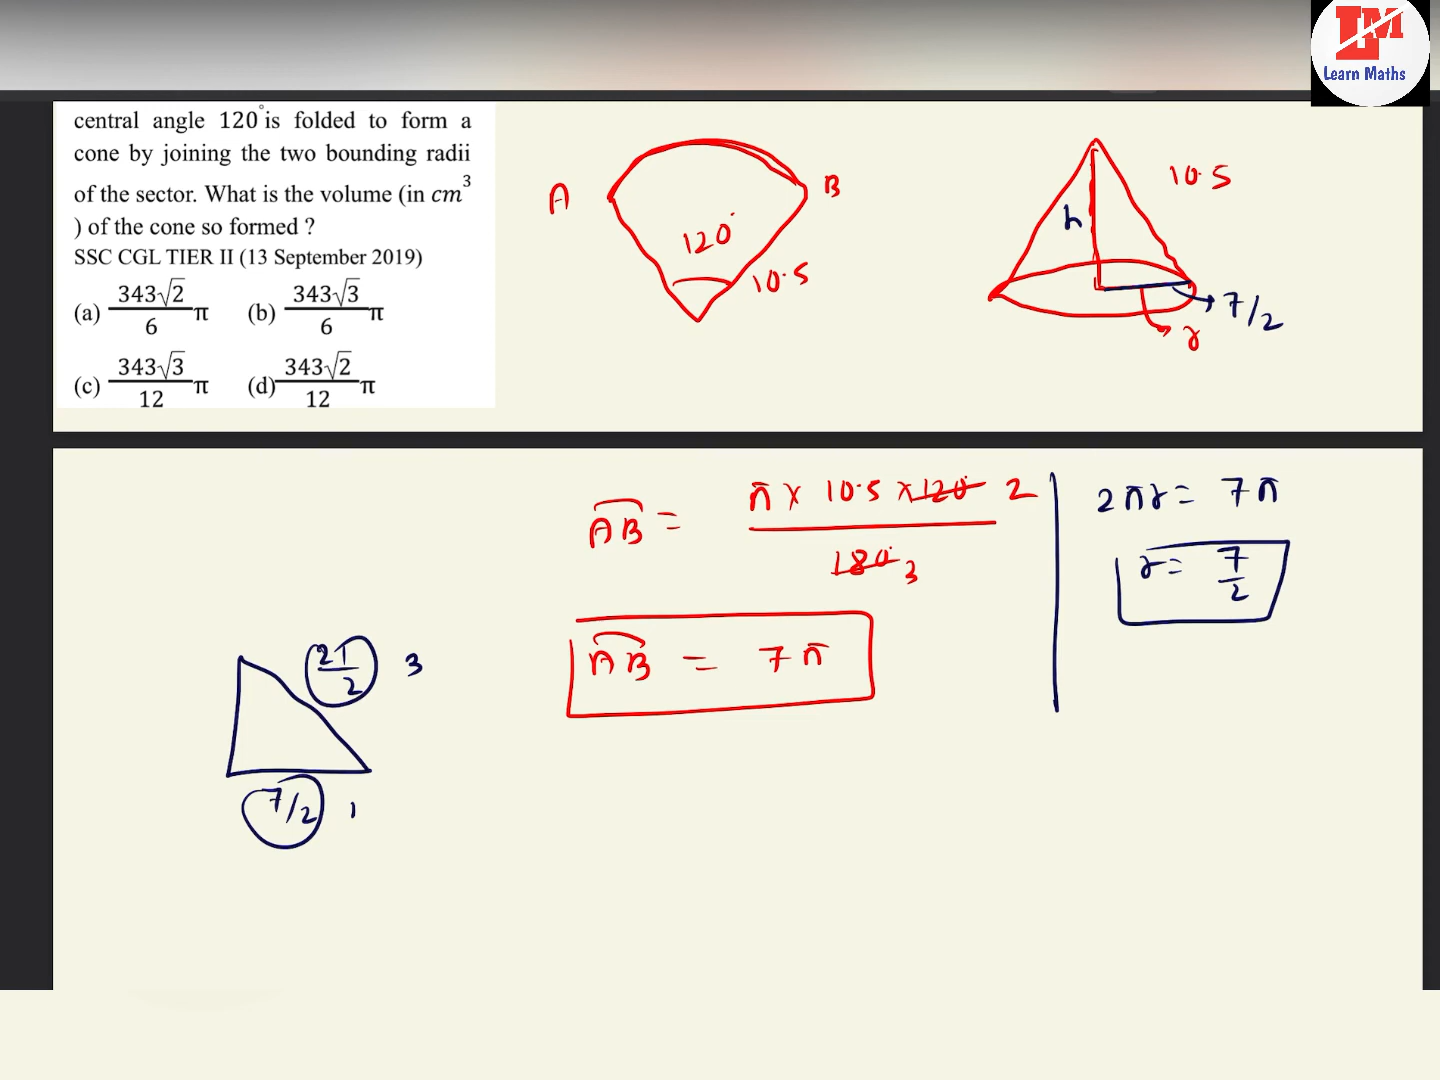 LM
Learn Maths
central angle 120° is folded to form a
cone by joining the two bounding radii
of the sector. What is the volume (in cm³
) of the cone so formed ?
SSC CGL TIER II (13 September 2019)
(a) 343√2/6 π (b) 343√3/6 π
(c) 343√3/12 π (d) 343√2/12 π
A
B
120°
10.5
10.5
h
7/2
r
AB = π × 10.5 × 120° 2 / 180° 3
2πr = 7π
r = 7/2
AB = 7π
21/2 3
7/2 1